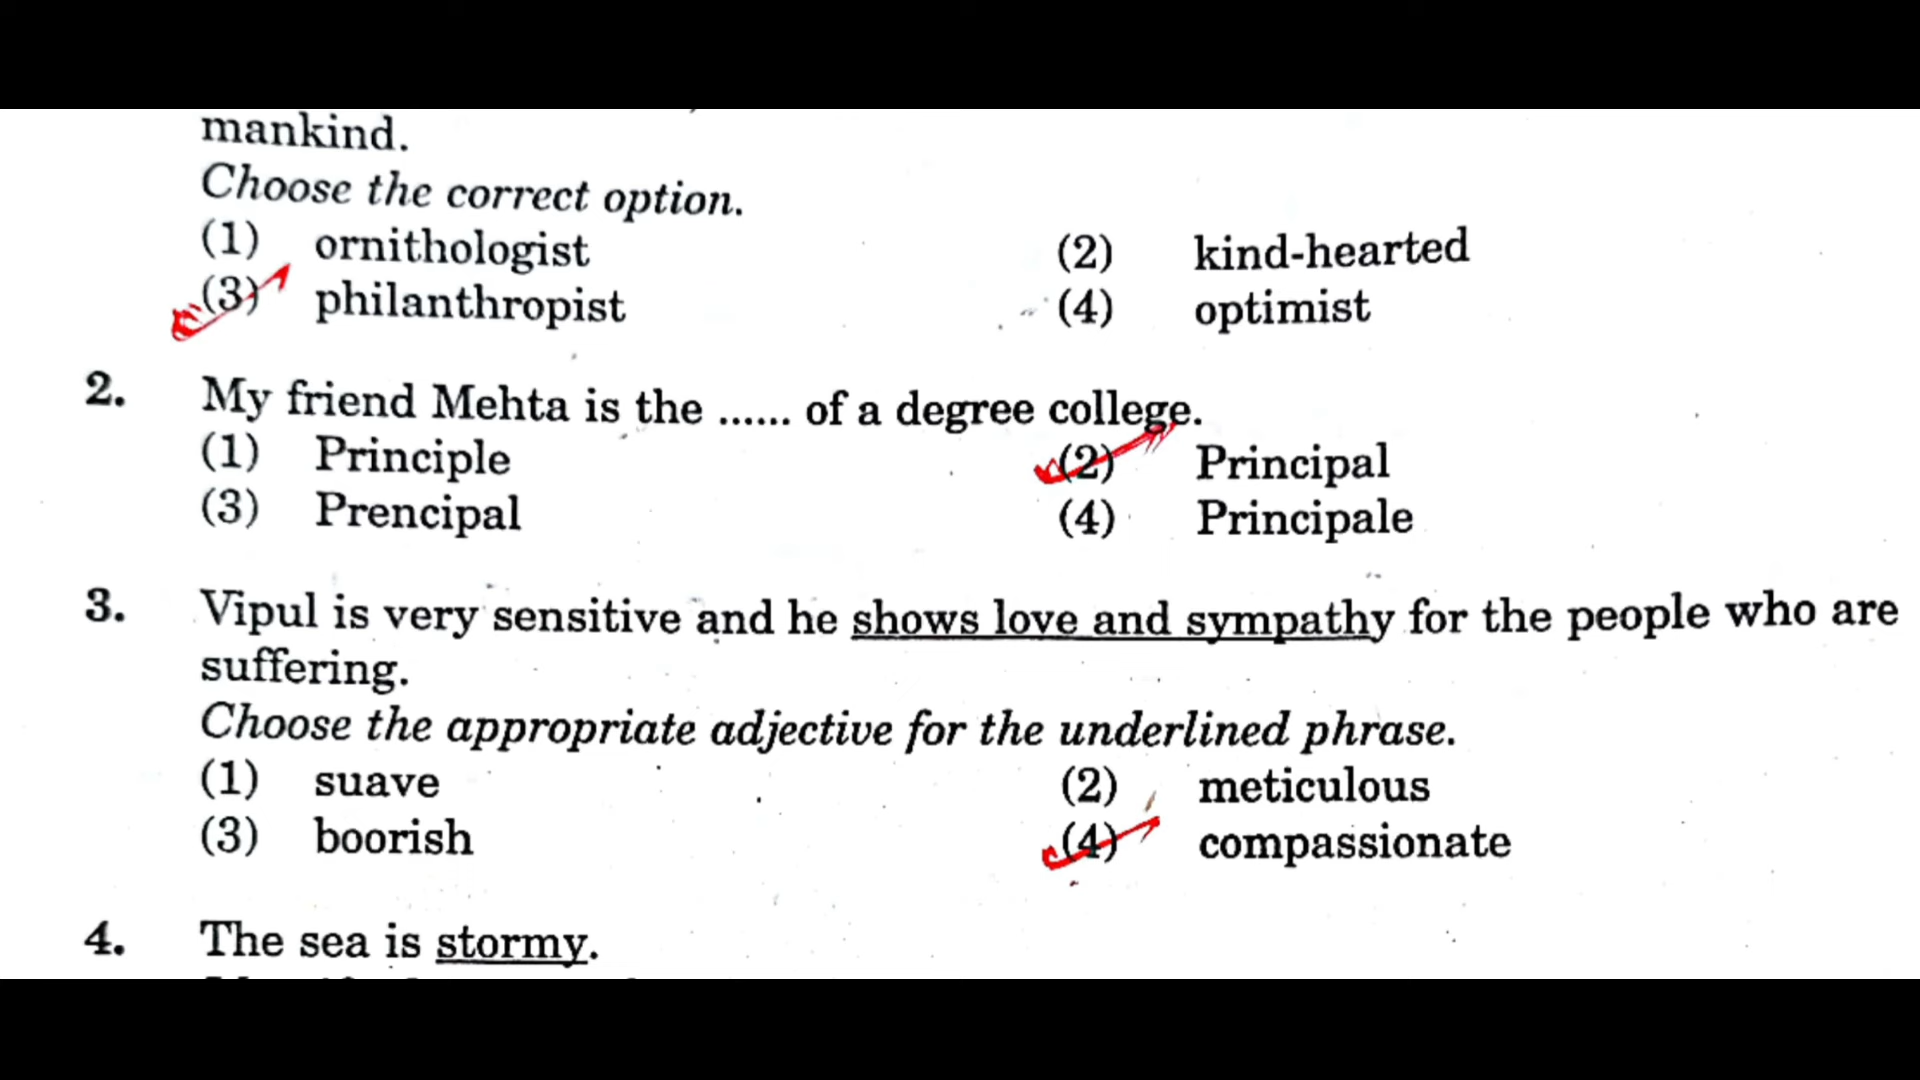 mankind.
Choose the correct option.
(1) ornithologist (2) kind-hearted
(3) philanthropist (4) optimist
2. My friend Mehta is the ...... of a degree college.
(1) Principle (2) Principal
(3) Prencipal (4) Principale
3. Vipul is very sensitive and he shows love and sympathy for the people who are
suffering.
Choose the appropriate adjective for the underlined phrase.
(1) suave (2) meticulous
(3) boorish (4) compassionate
4. The sea is stormy.